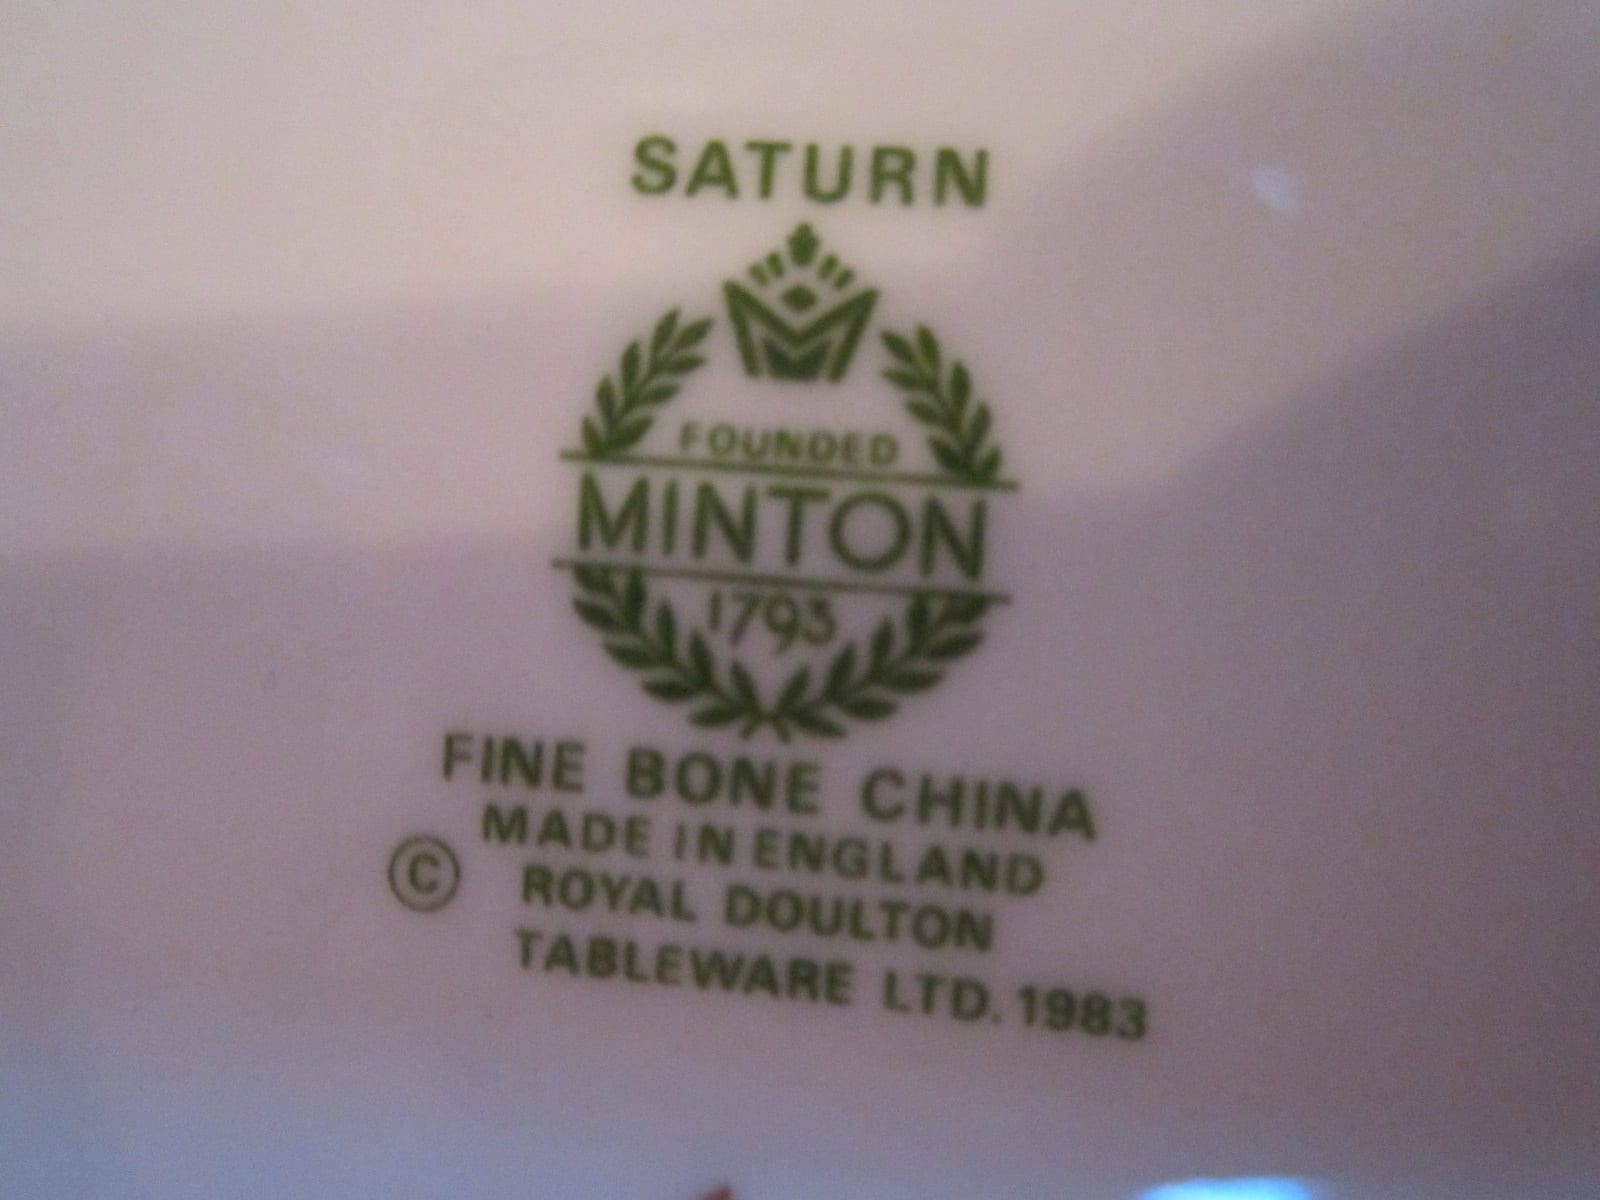 SATURN
FOUNDED
MINTON
1793
FINE BONE CHINA
MADE IN ENGLAND
© ROYAL DOULTON
TABLEWARE LTD. 1983